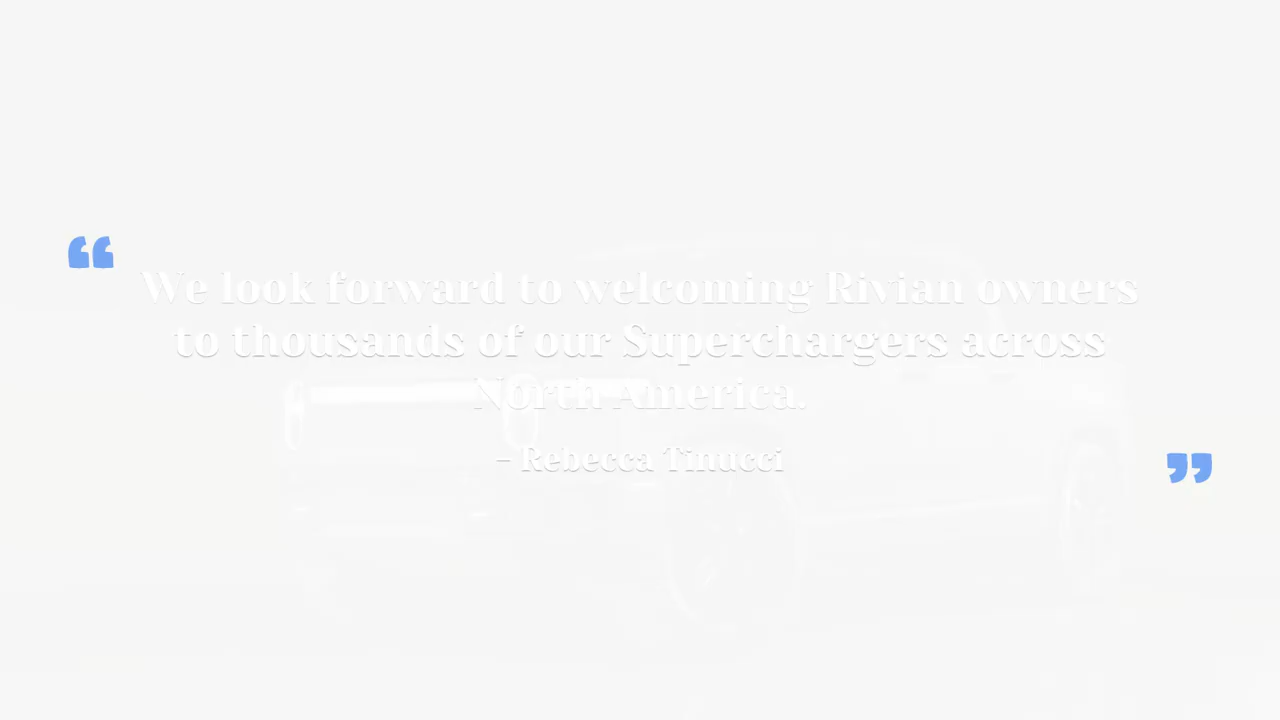 “ We look forward to welcoming Rivian owners
to thousands of our Superchargers across
North America.
– Rebecca Tinucci ”